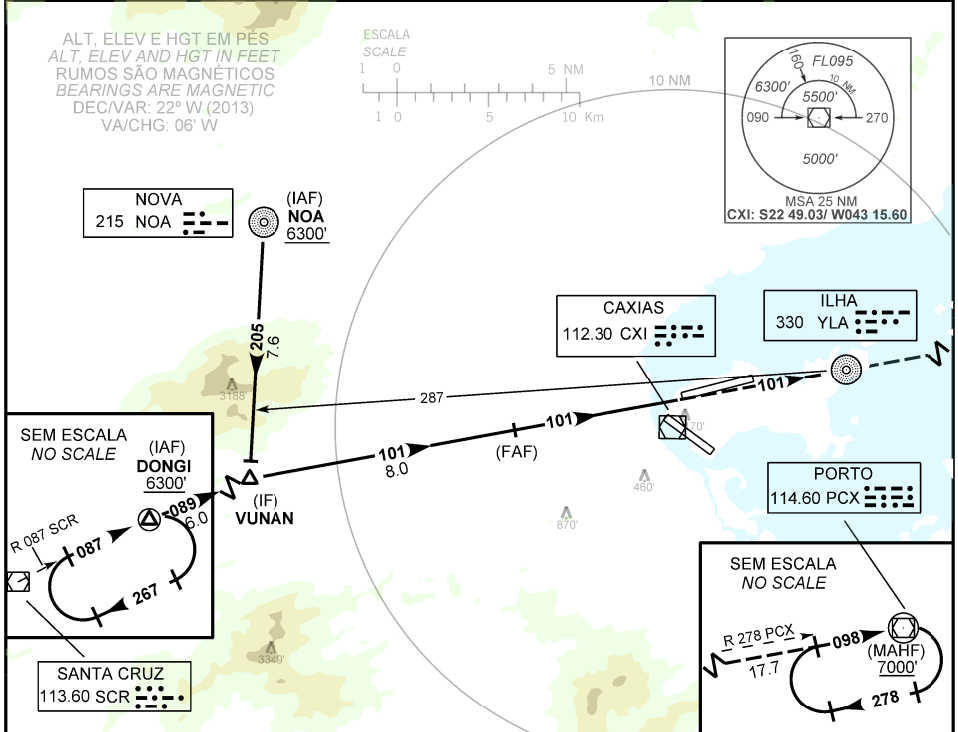 ALT, ELEV E HGT EM PÉS
ALT, ELEV AND HGT IN FEET
RUMOS SÃO MAGNÉTICOS
BEARINGS ARE MAGNETIC
DEC/VAR: 22º W (2013)
VA/CHG: 06' W
ESCALA
SCALE
1 0 5 NM
1 0 5 10 Km
10 NM
FL095
160
10 NM
6300'
5500'
090
270
5000'
MSA 25 NM
CXI: S22 49.03/ W043 15.60
NOVA
215 NOA
(IAF)
NOA
6300'
205
7.6
3188'
CAXIAS
112.30 CXI
ILHA
330 YLA
287
101
101
101
8.0
(FAF)
460'
870'
SEM ESCALA
NO SCALE
(IAF)
DONGI
6300'
089
6.0
(IF)
VUNAN
R 087 SCR
087
267
SANTA CRUZ
113.60 SCR
3349'
PORTO
114.60 PCX
SEM ESCALA
NO SCALE
R 278 PCX
17.7
098
(MAHF)
7000'
278